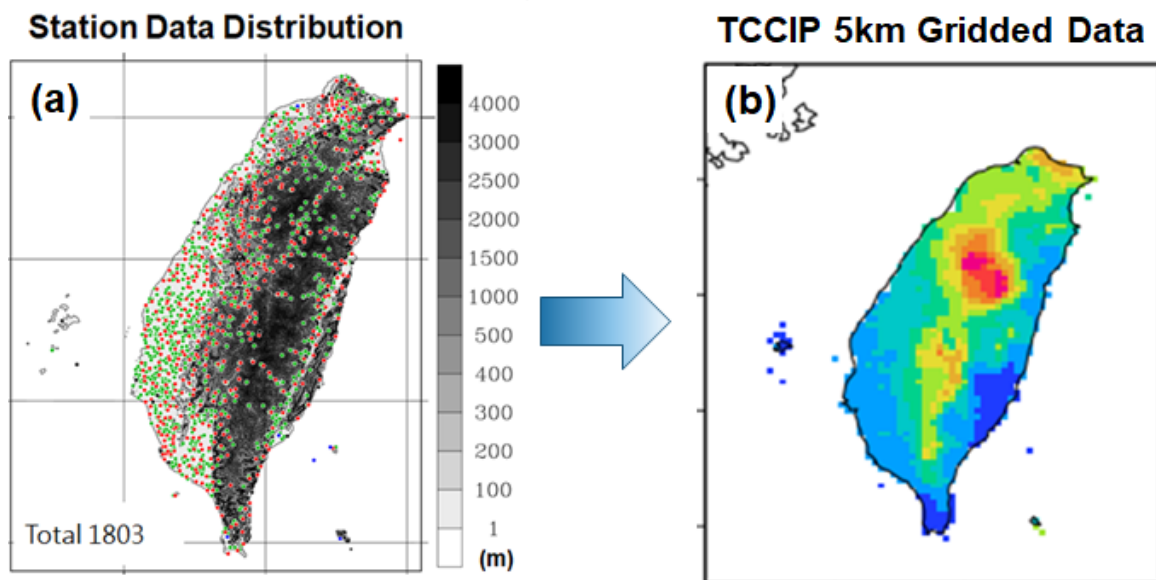 Station Data Distribution
TCCIP 5km Gridded Data
(a)
(b)
4000
3000
2500
2000
1500
1000
500
400
300
200
100
1
(m)
Total 1803